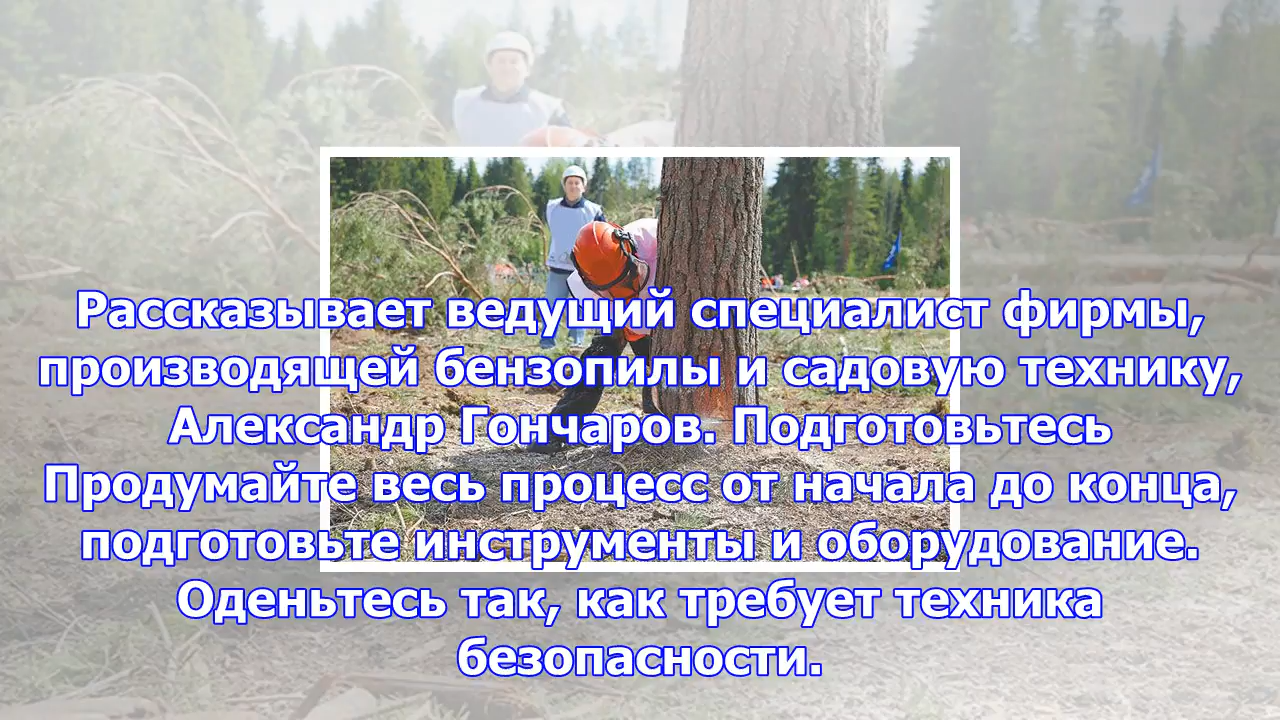 Рассказывает ведущий специалист фирмы,
производящей бензопилы и садовую технику,
Александр Гончаров. Подготовьтесь
Продумайте весь процесс от начала до конца,
подготовьте инструменты и оборудование.
Оденьтесь так, как требует техника
безопасности.